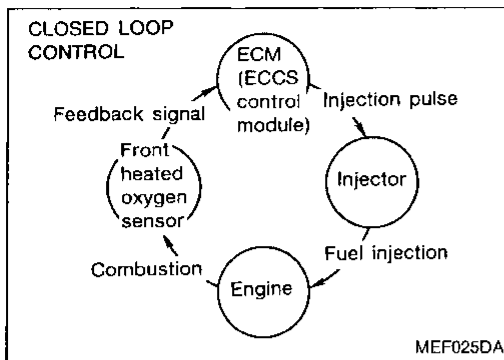 CLOSED LOOP
CONTROL
ECM
(ECCS
control
module)
Injection pulse
Injector
Fuel injection
Engine
Combustion
Front
heated
oxygen
sensor
Feedback signal
MEF025DA